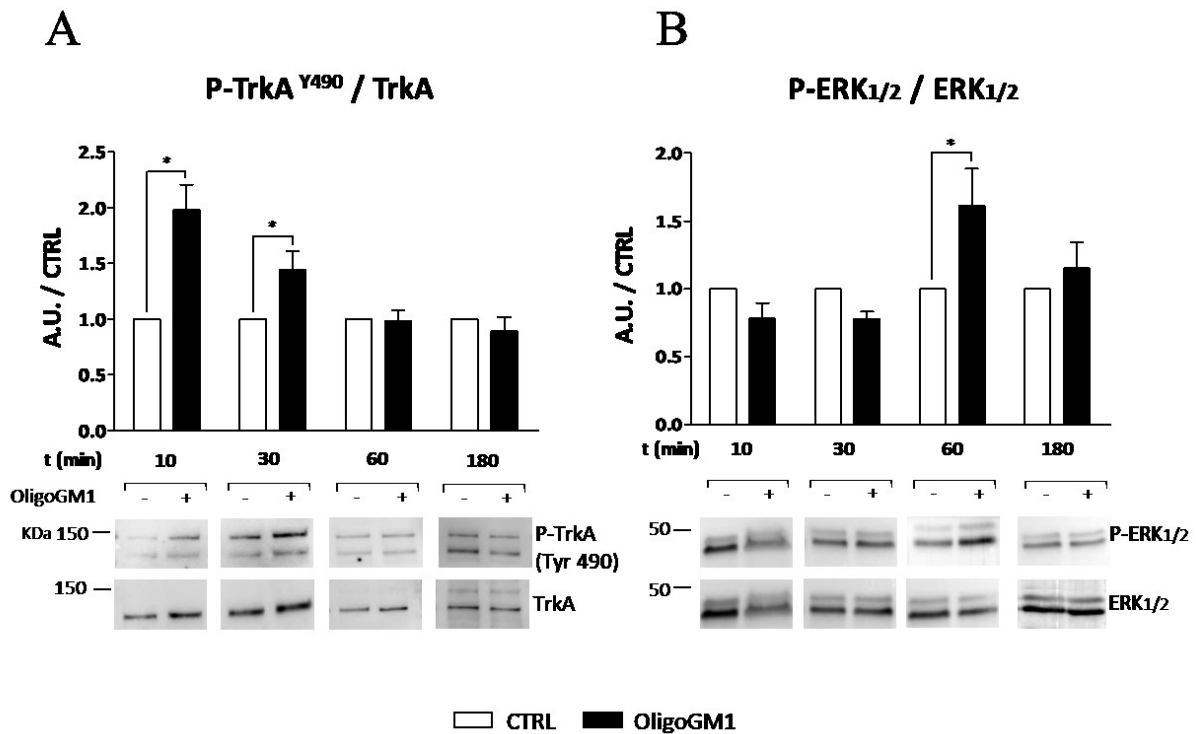 A
P-TrkA Y490 / TrkA
A.U. / CTRL
2.5
2.0
1.5
1.0
0.5
0.0
*
*
t (min) 10 30 60 180
OligoGM1 - + - + - + - +
KDa 150
P-TrkA
(Tyr 490)
150
TrkA
B
P-ERK1/2 / ERK1/2
A.U. / CTRL
2.0
1.5
1.0
0.5
0.0
*
10 30 60 180
- + - + - + - +
50
P-ERK1/2
50
ERK1/2
CTRL OligoGM1